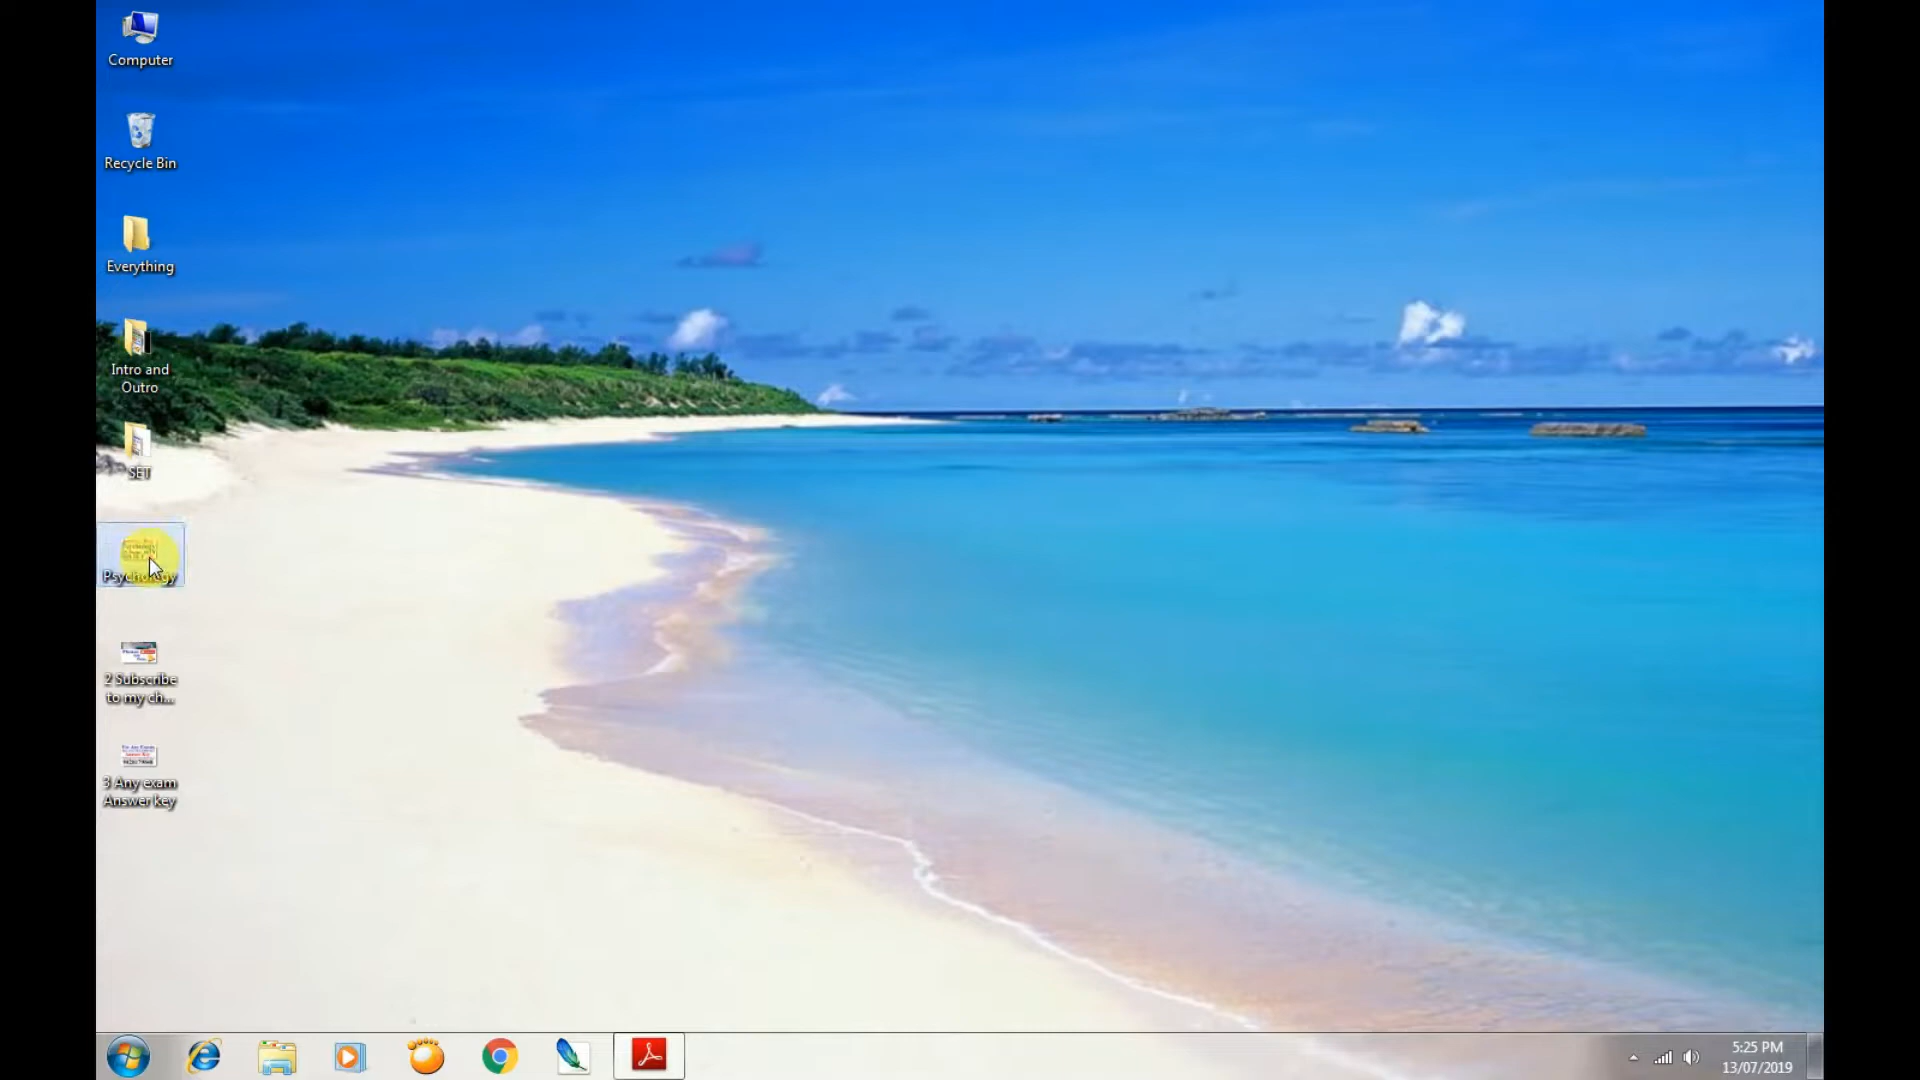 Computer
Recycle Bin
Everything
Intro and
Outro
SET
Psychology
2 Subscribe
to my ch...
3 Any exam
Answer key
5:25 PM
13/07/2019